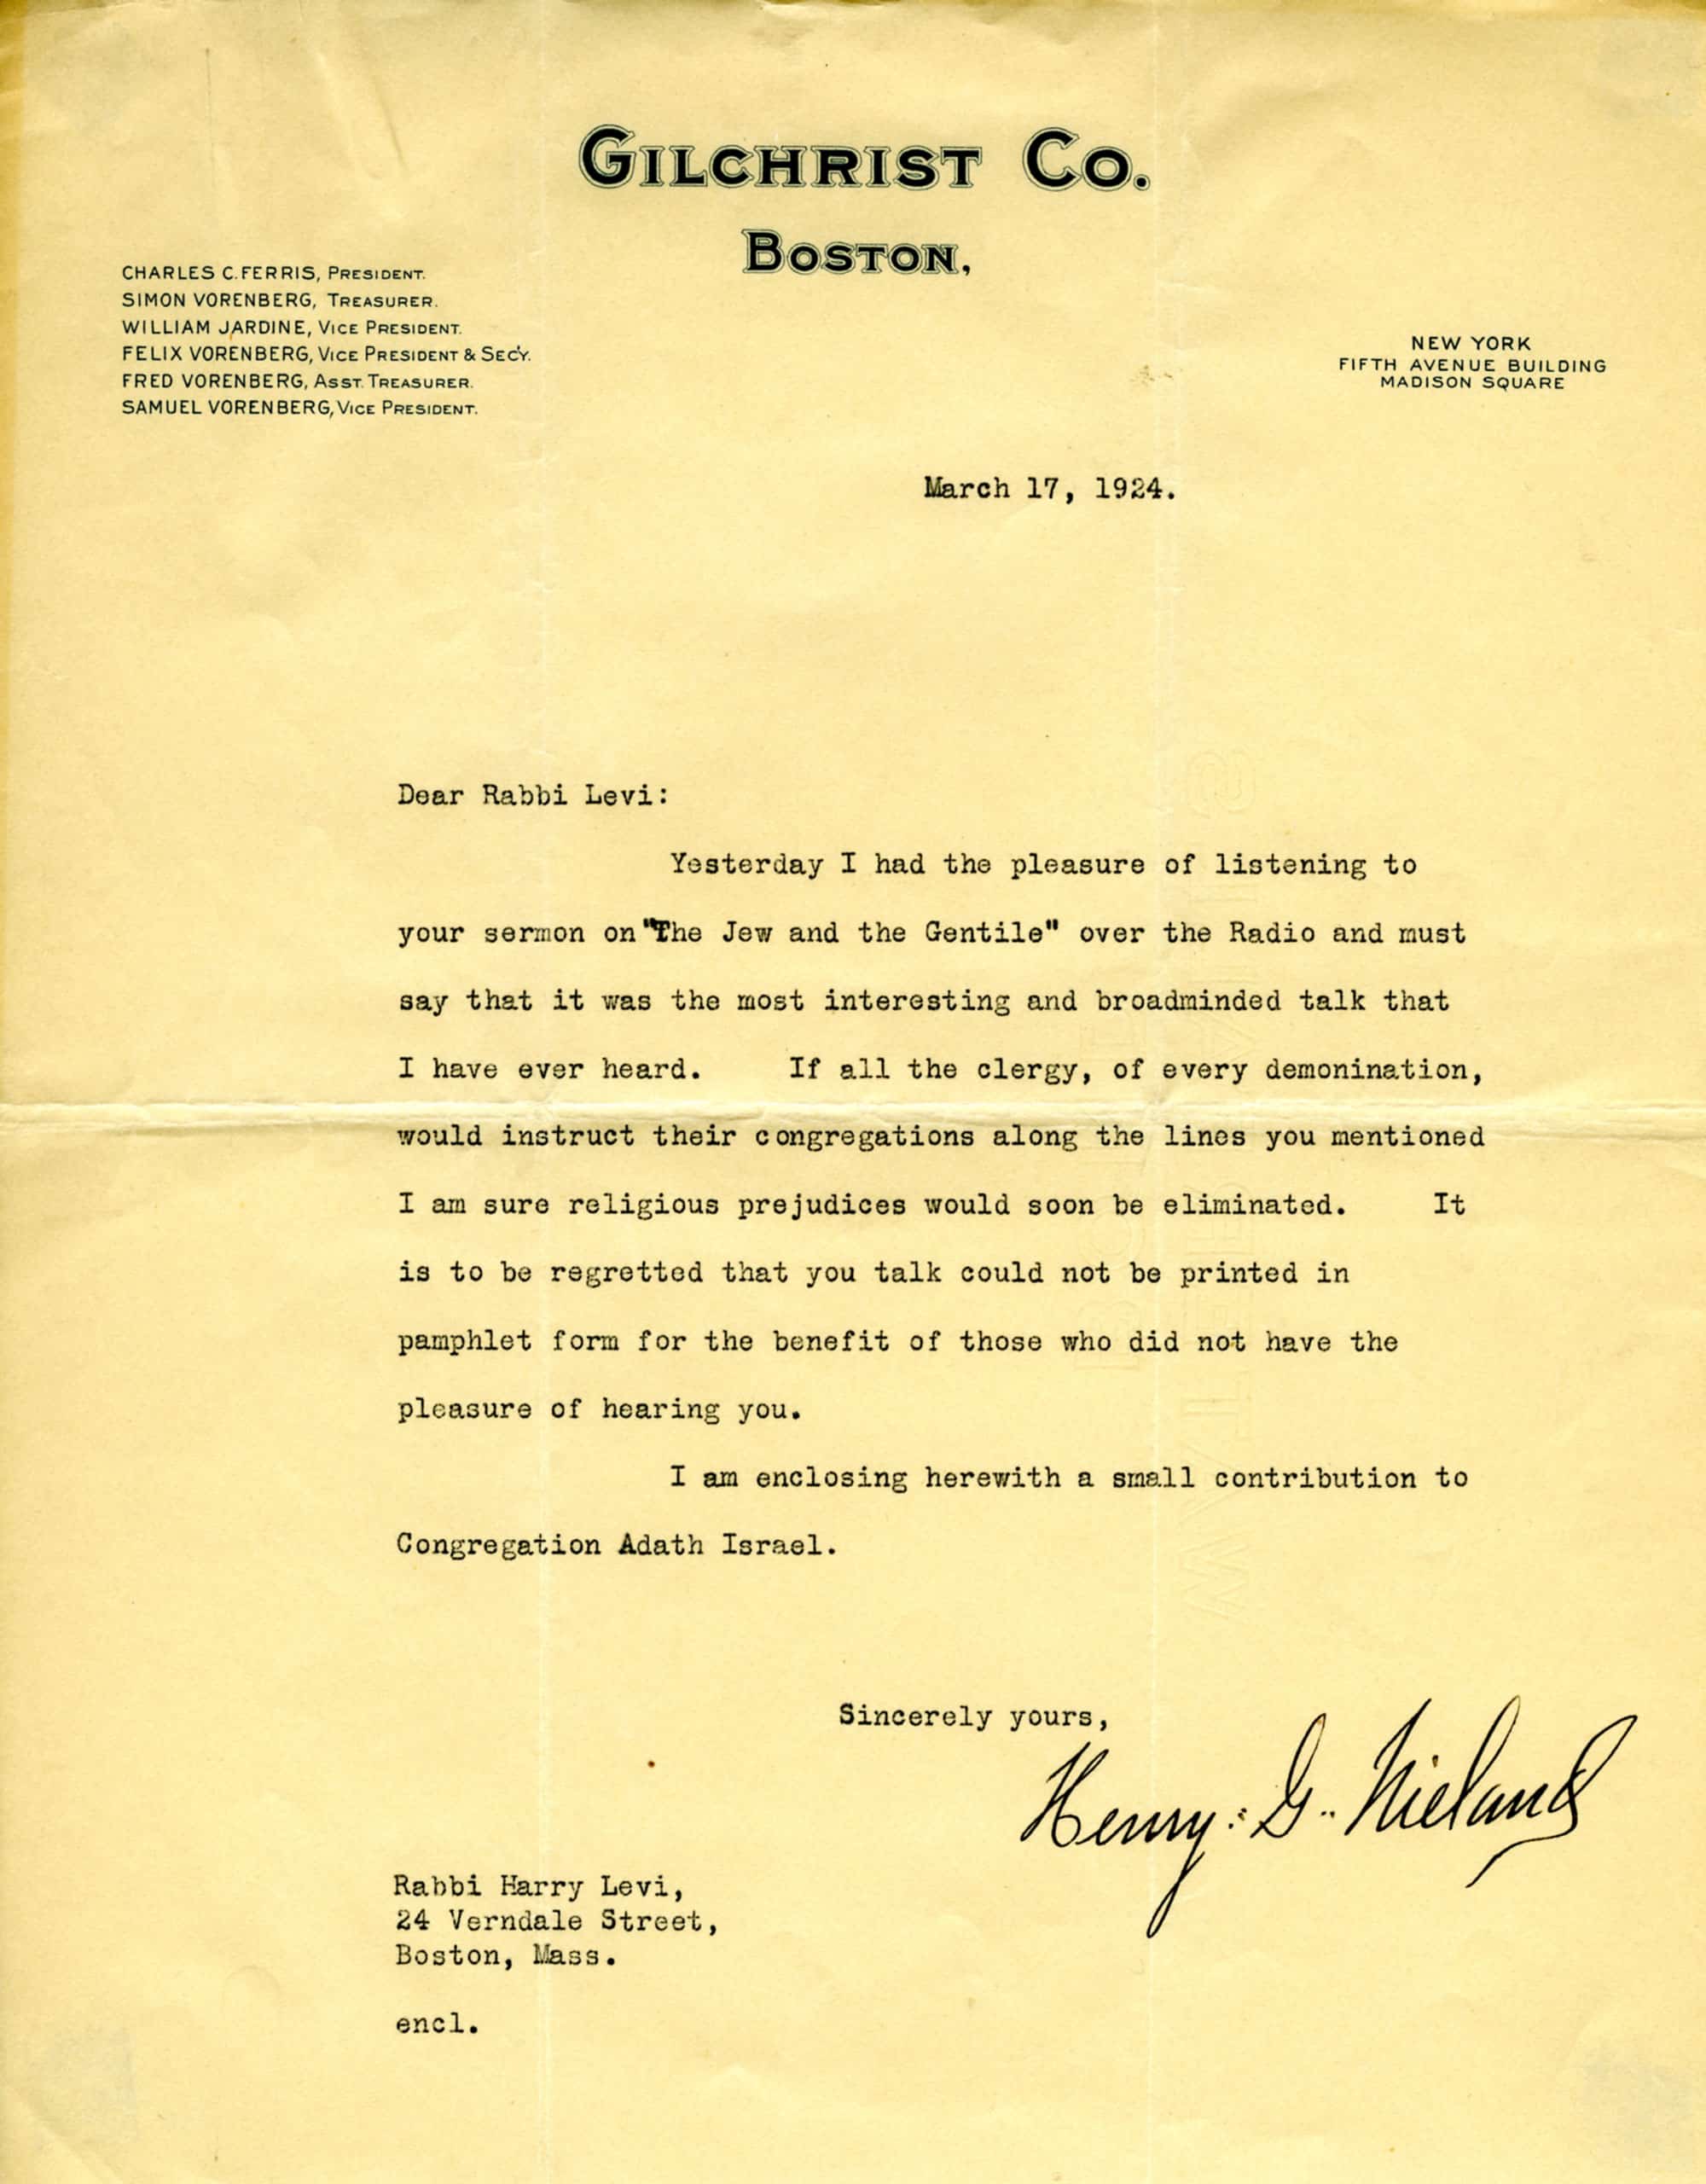 GILCHRIST CO.
BOSTON,
CHARLES C. FERRIS, PRESIDENT.
SIMON VORENBERG, TREASURER.
WILLIAM JARDINE, VICE PRESIDENT.
FELIX VORENBERG, VICE PRESIDENT & SEC'Y.
FRED VORENBERG, ASST. TREASURER.
SAMUEL VORENBERG, VICE PRESIDENT.
NEW YORK
FIFTH AVENUE BUILDING
MADISON SQUARE
March 17, 1924.
Dear Rabbi Levi:
Yesterday I had the pleasure of listening to
your sermon on "The Jew and the Gentile" over the Radio and must
say that it was the most interesting and broadminded talk that
I have ever heard. If all the clergy, of every demonination,
would instruct their congregations along the lines you mentioned
I am sure religious prejudices would soon be eliminated. It
is to be regretted that you talk could not be printed in
pamphlet form for the benefit of those who did not have the
pleasure of hearing you.
I am enclosing herewith a small contribution to
Congregation Adath Israel.
Sincerely yours,
Henry G. Nieland
Rabbi Harry Levi,
24 Verndale Street,
Boston, Mass.
encl.